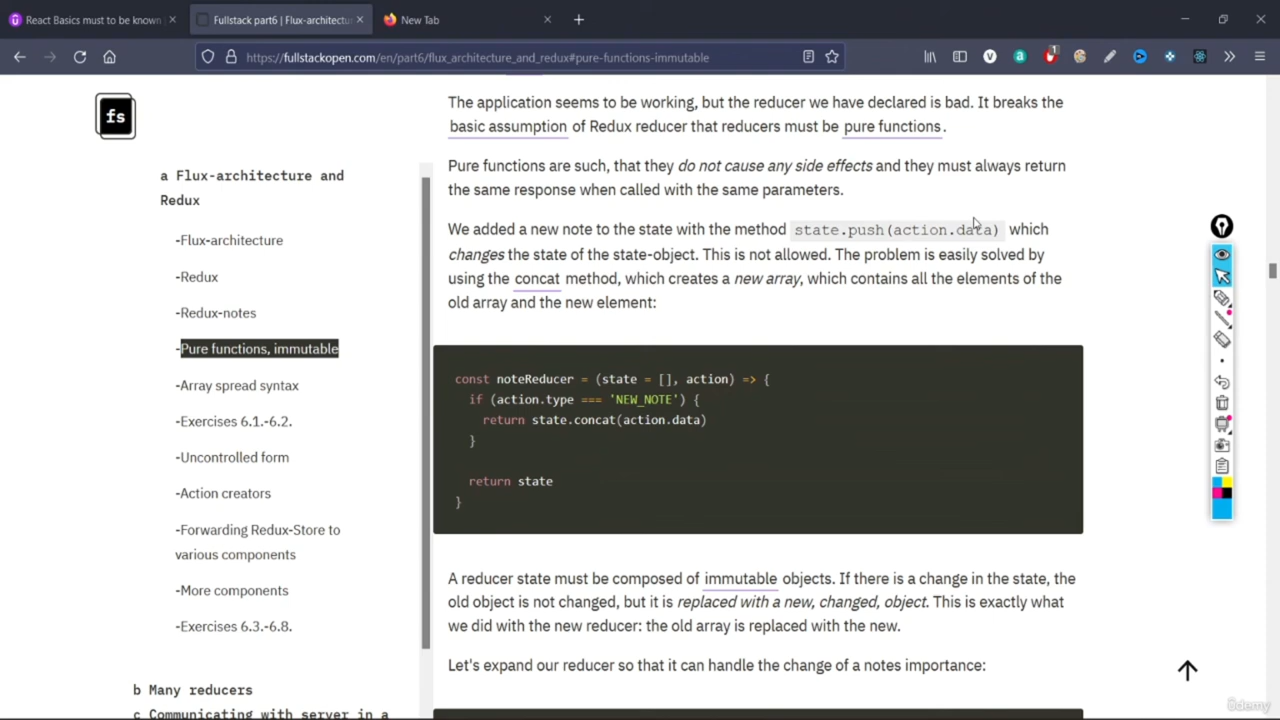 React Basics must to be known
Fullstack part6 | Flux-architectu
New Tab
https://fullstackopen.com/en/part6/flux_architecture_and_redux#pure-functions-immutable
fs
a Flux-architecture and
Redux
-Flux-architecture
-Redux
-Redux-notes
-Pure functions, immutable
-Array spread syntax
-Exercises 6.1.-6.2.
-Uncontrolled form
-Action creators
-Forwarding Redux-Store to
various components
-More components
-Exercises 6.3.-6.8.
b Many reducers
c Communicating with server in a
The application seems to be working, but the reducer we have declared is bad. It breaks the
basic assumption of Redux reducer that reducers must be pure functions.
Pure functions are such, that they do not cause any side effects and they must always return
the same response when called with the same parameters.
We added a new note to the state with the method state.push(action.data) which
changes the state of the state-object. This is not allowed. The problem is easily solved by
using the concat method, which creates a new array, which contains all the elements of the
old array and the new element:
const noteReducer = (state = [], action) => {
if (action.type === 'NEW_NOTE') {
return state.concat(action.data)
}
return state
}
A reducer state must be composed of immutable objects. If there is a change in the state, the
old object is not changed, but it is replaced with a new, changed, object. This is exactly what
we did with the new reducer: the old array is replaced with the new.
Let's expand our reducer so that it can handle the change of a notes importance:
1
Udemy